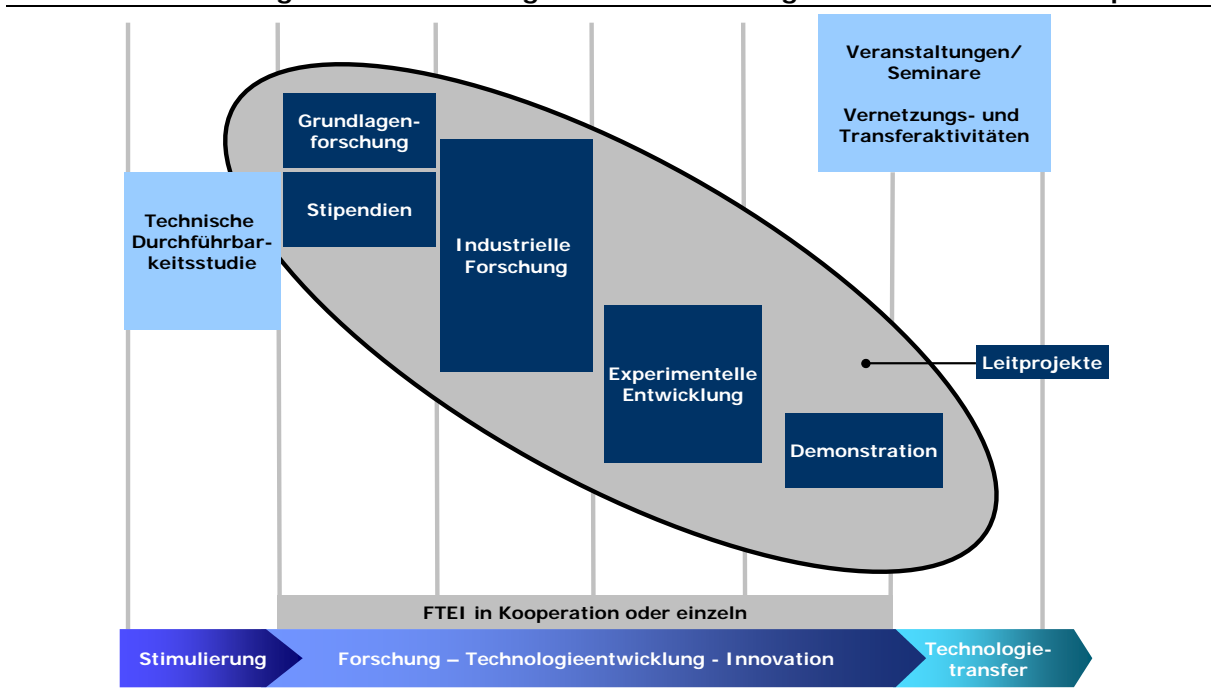 Veranstaltungen/
Seminare
Vernetzungs- und
Transferaktivitäten
Grundlagen-
forschung
Stipendien
Technische
Durchführbar-
keitsstudie
Industrielle
Forschung
Experimentelle
Entwicklung
Leitprojekte
Demonstration
FTEI in Kooperation oder einzeln
Stimulierung
Forschung – Technologieentwicklung - Innovation
Technologie-
transfer